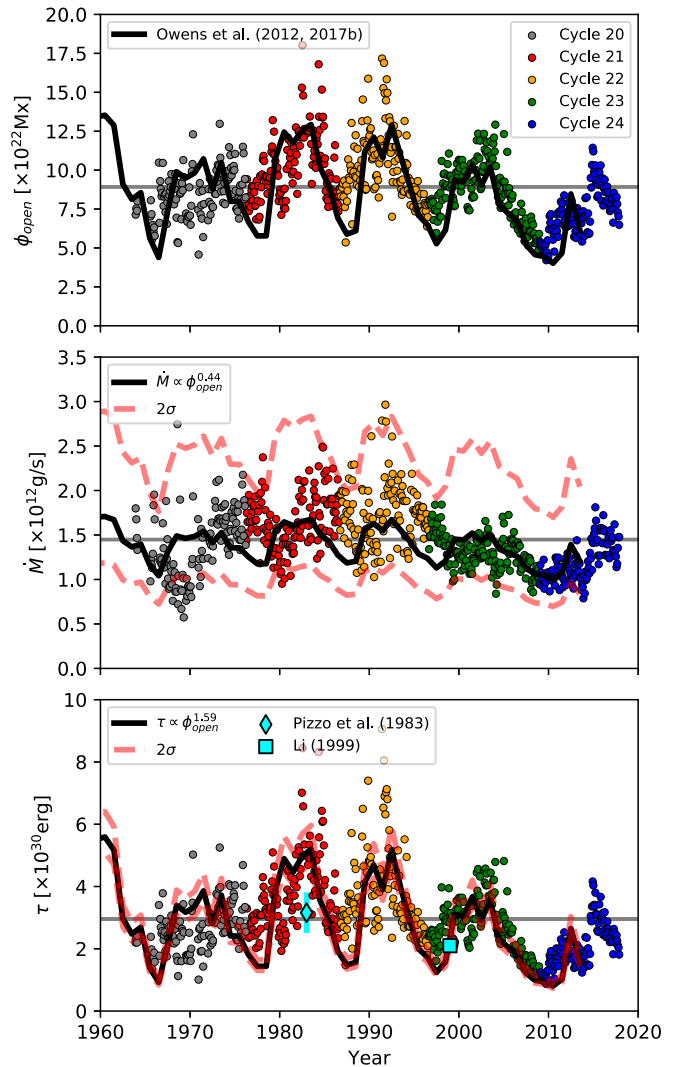 20.0
17.5
15.0
12.5
10.0
7.5
5.0
2.5
0.0
ϕ_open [×10^22Mx]
Owens et al. (2012, 2017b)
Cycle 20
Cycle 21
Cycle 22
Cycle 23
Cycle 24
3.5
3.0
2.5
2.0
1.5
1.0
0.5
0.0
Ṁ [×10^12g/s]
Ṁ ∝ ϕ_open^0.44
2σ
10
8
6
4
2
0
τ [×10^30erg]
τ ∝ ϕ_open^1.59
2σ
Pizzo et al. (1983)
Li (1999)
1960 1970 1980 1990 2000 2010 2020
Year